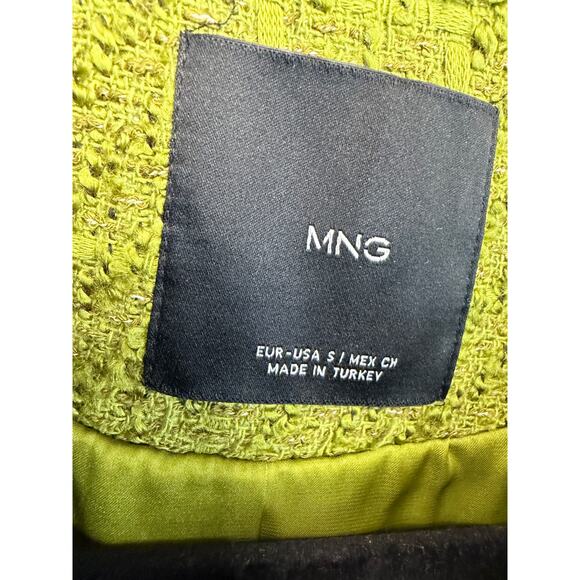 MNG
EUR-USA S / MEX CH
MADE IN TURKEY